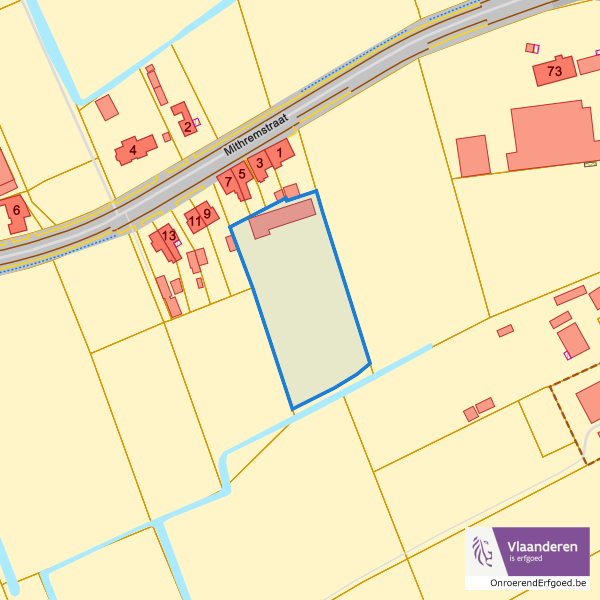 73
2
4
Mithremstraat
1
3
5
7
6
9
11
13
Vlaanderen
is erfgoed
OnroerendErfgoed.be